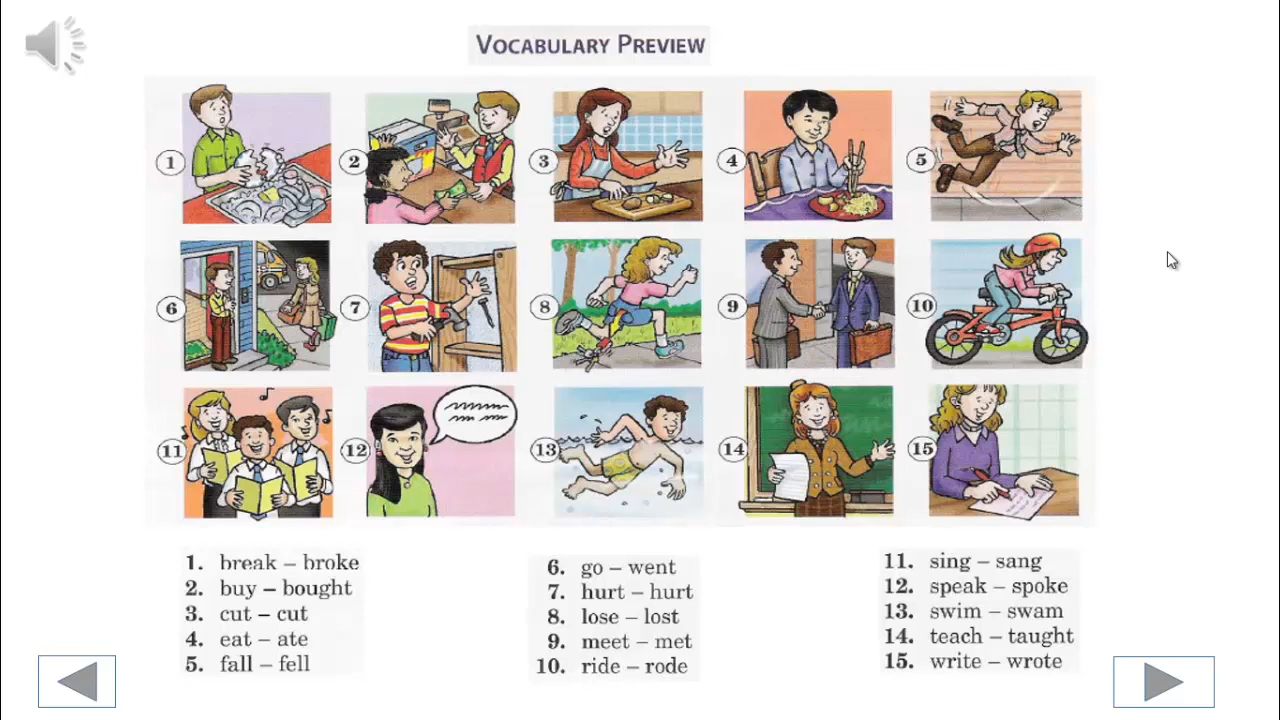 VOCABULARY PREVIEW
1 2 3 4 5
6 7 8 9 10
11 12 13 14 15
1. break – broke
2. buy – bought
3. cut – cut
4. eat – ate
5. fall – fell
6. go – went
7. hurt – hurt
8. lose – lost
9. meet – met
10. ride – rode
11. sing – sang
12. speak – spoke
13. swim – swam
14. teach – taught
15. write – wrote